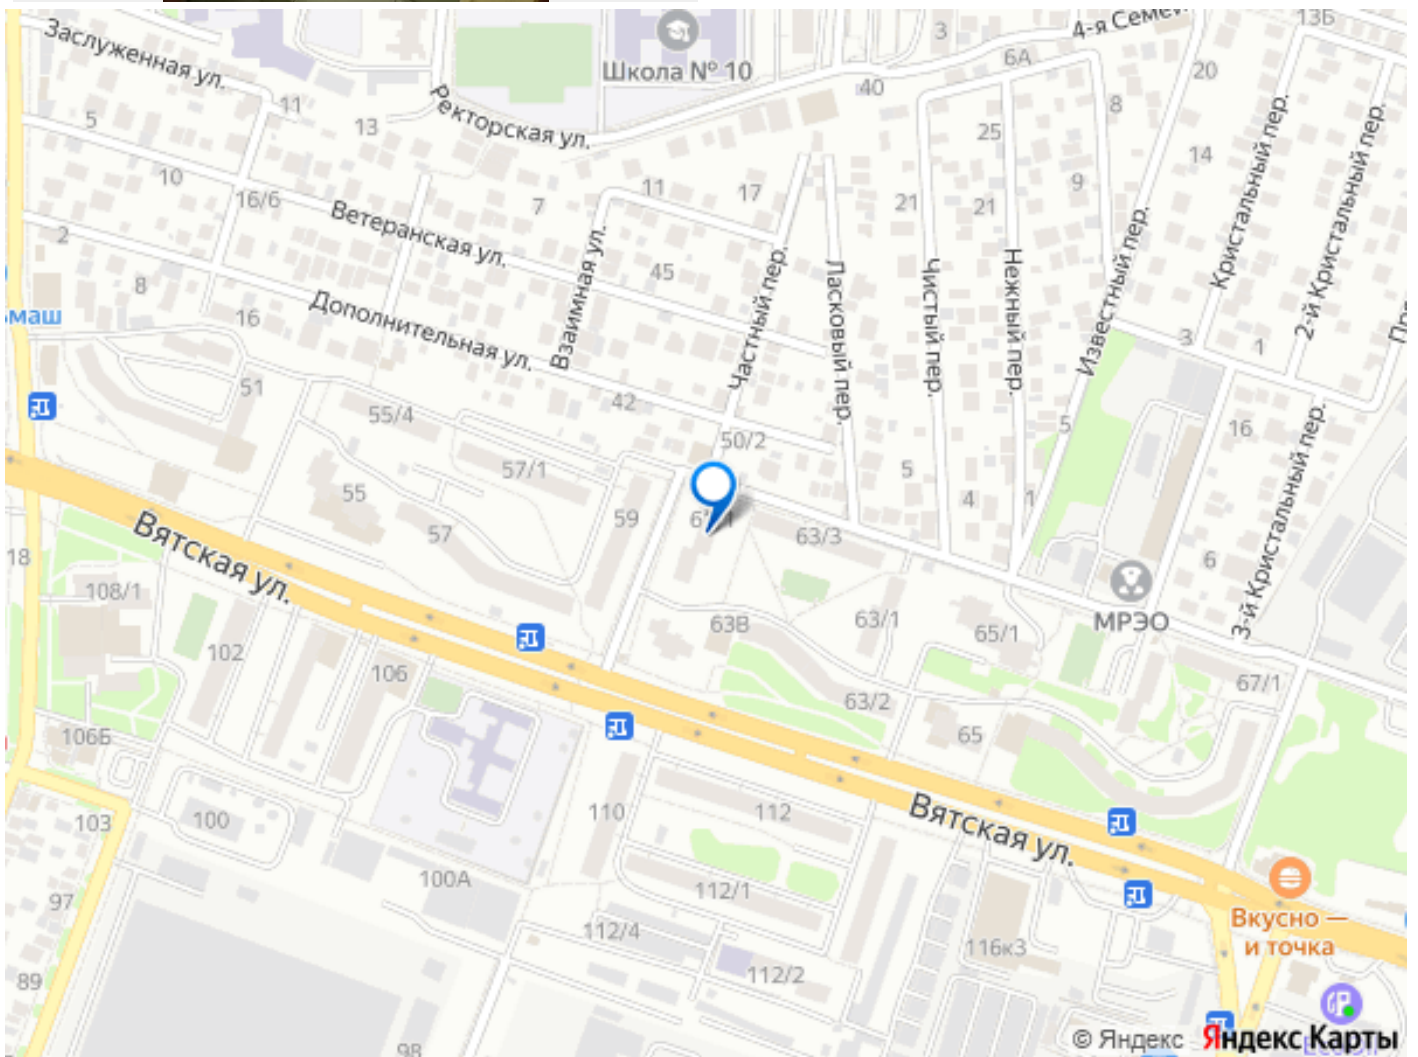 13Б
4-я Семей
3
Заслуженная ул.
6А
Школа № 10
20
40
Ректорская ул.
11
8
5
13
25
Кристальный пер.
2-й Кристальный пер.
14
10
11
17
9
16/6
7
21
21
Ветеранская ул.
Известный пер.
2
Взаимная ул.
Частный пер.
Ласковый пер.
Чистый пер.
Нежный пер.
45
8
Дополнительная ул.
маш
16
3
1
51
42
55/4
5
16
50/2
3-й Кристальный пер.
57/1
5
55
4
1
59
63/3
57
Вятская ул.
18
6
108/1
МРЭО
63В
63/1
65/1
102
106
67/1
63/2
106Б
65
103
100
110
112
Вятская ул.
100А
112/1
97
Вкусно —
и точка
112/4
116к3
112/2
89
98
© Яндекс Яндекс Карты